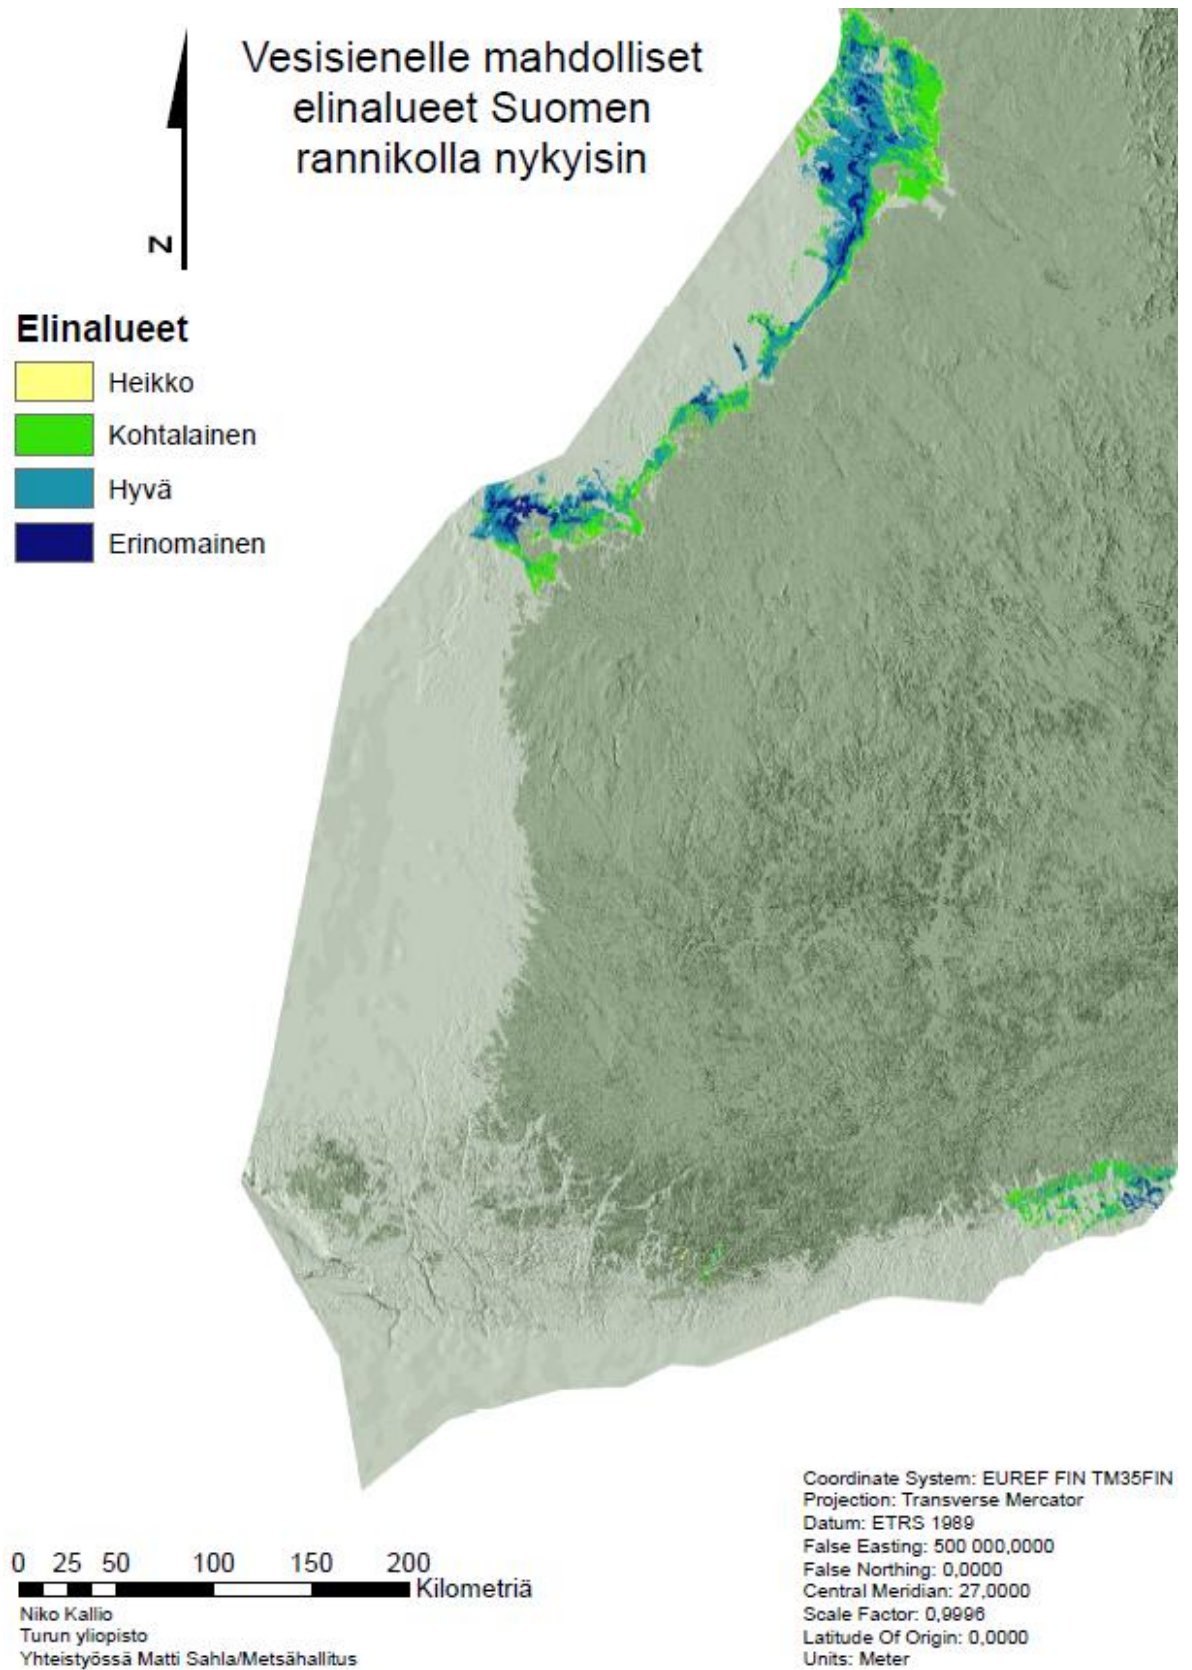 Vesisienelle mahdolliset
elinalueet Suomen
rannikolla nykyisin
N
Elinalueet
Heikko
Kohtalainen
Hyvä
Erinomainen
0 25 50 100 150 200
Kilometriä
Niko Kallio
Turun yliopisto
Yhteistyössä Matti Sahla/Metsähallitus
Coordinate System: EUREF FIN TM35FIN
Projection: Transverse Mercator
Datum: ETRS 1989
False Easting: 500 000,0000
False Northing: 0,0000
Central Meridian: 27,0000
Scale Factor: 0,9996
Latitude Of Origin: 0,0000
Units: Meter